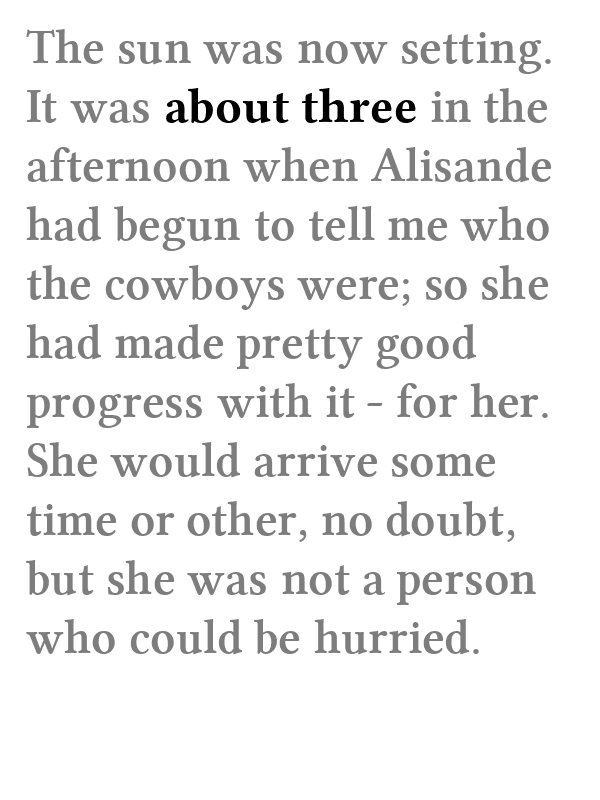 The sun was now setting.
It was about three in the
afternoon when Alisande
had begun to tell me who
the cowboys were; so she
had made pretty good
progress with it - for her.
She would arrive some
time or other, no doubt,
but she was not a person
who could be hurried.